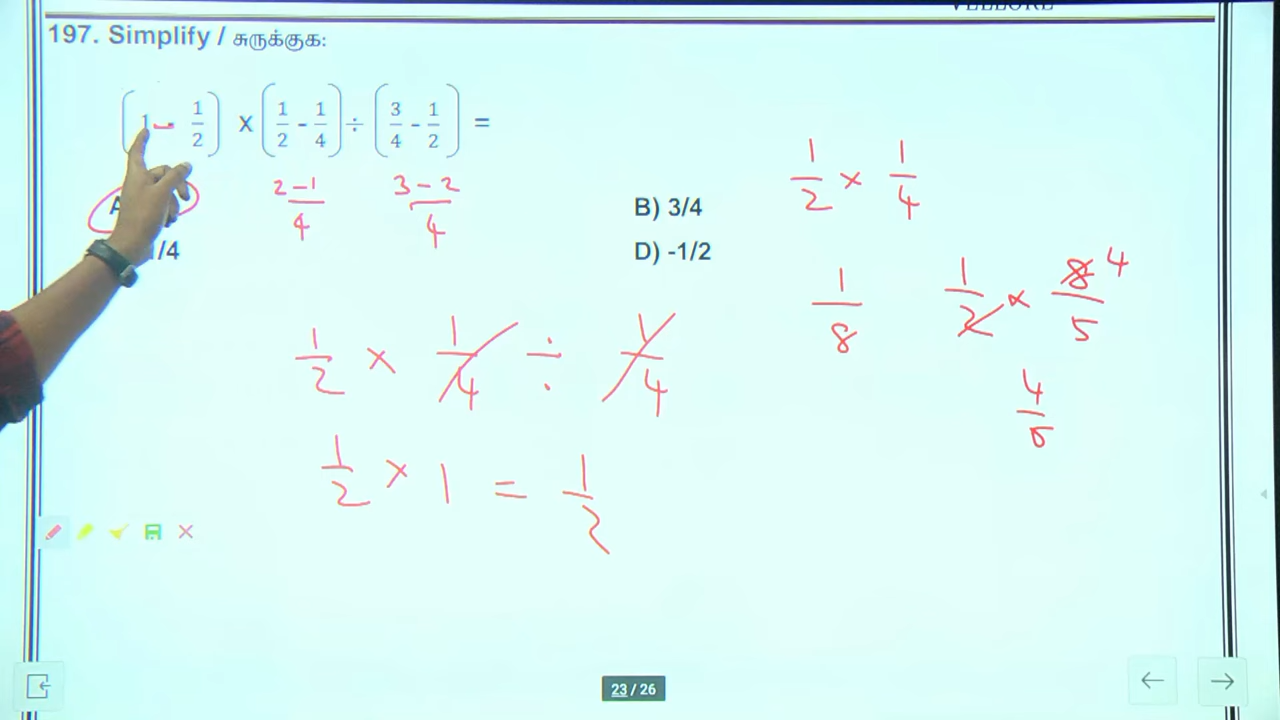 VELLORE
197. Simplify / சுருக்குக:
(1 - 1/2) x (1/2 - 1/4) ÷ (3/4 - 1/2) =
2-1/4 3-2/4
A)
B) 3/4
1/4
D) -1/2
1/2 × 1/4 ÷ 1/4
1/2 × 1 = 1/2
1/2 × 1/4
1/8
1/2 × 8/5 4
4/5
23 / 26